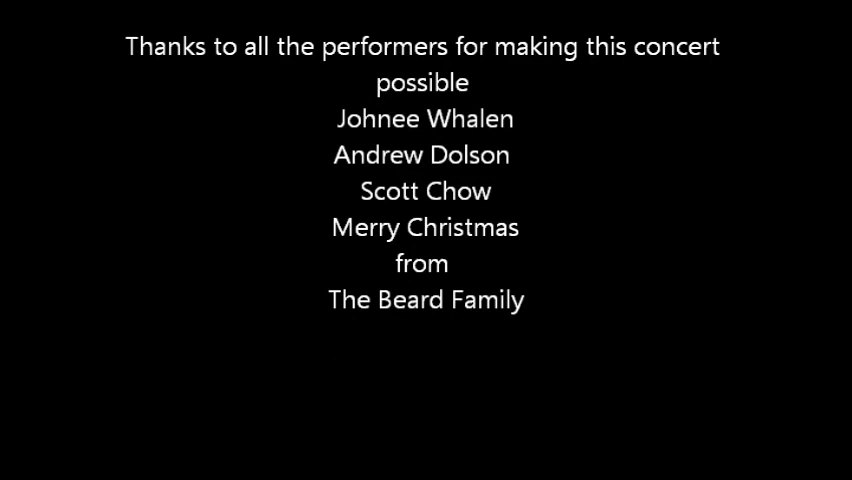 Thanks to all the performers for making this concert
possible
Johnee Whalen
Andrew Dolson
Scott Chow
Merry Christmas
from
The Beard Family